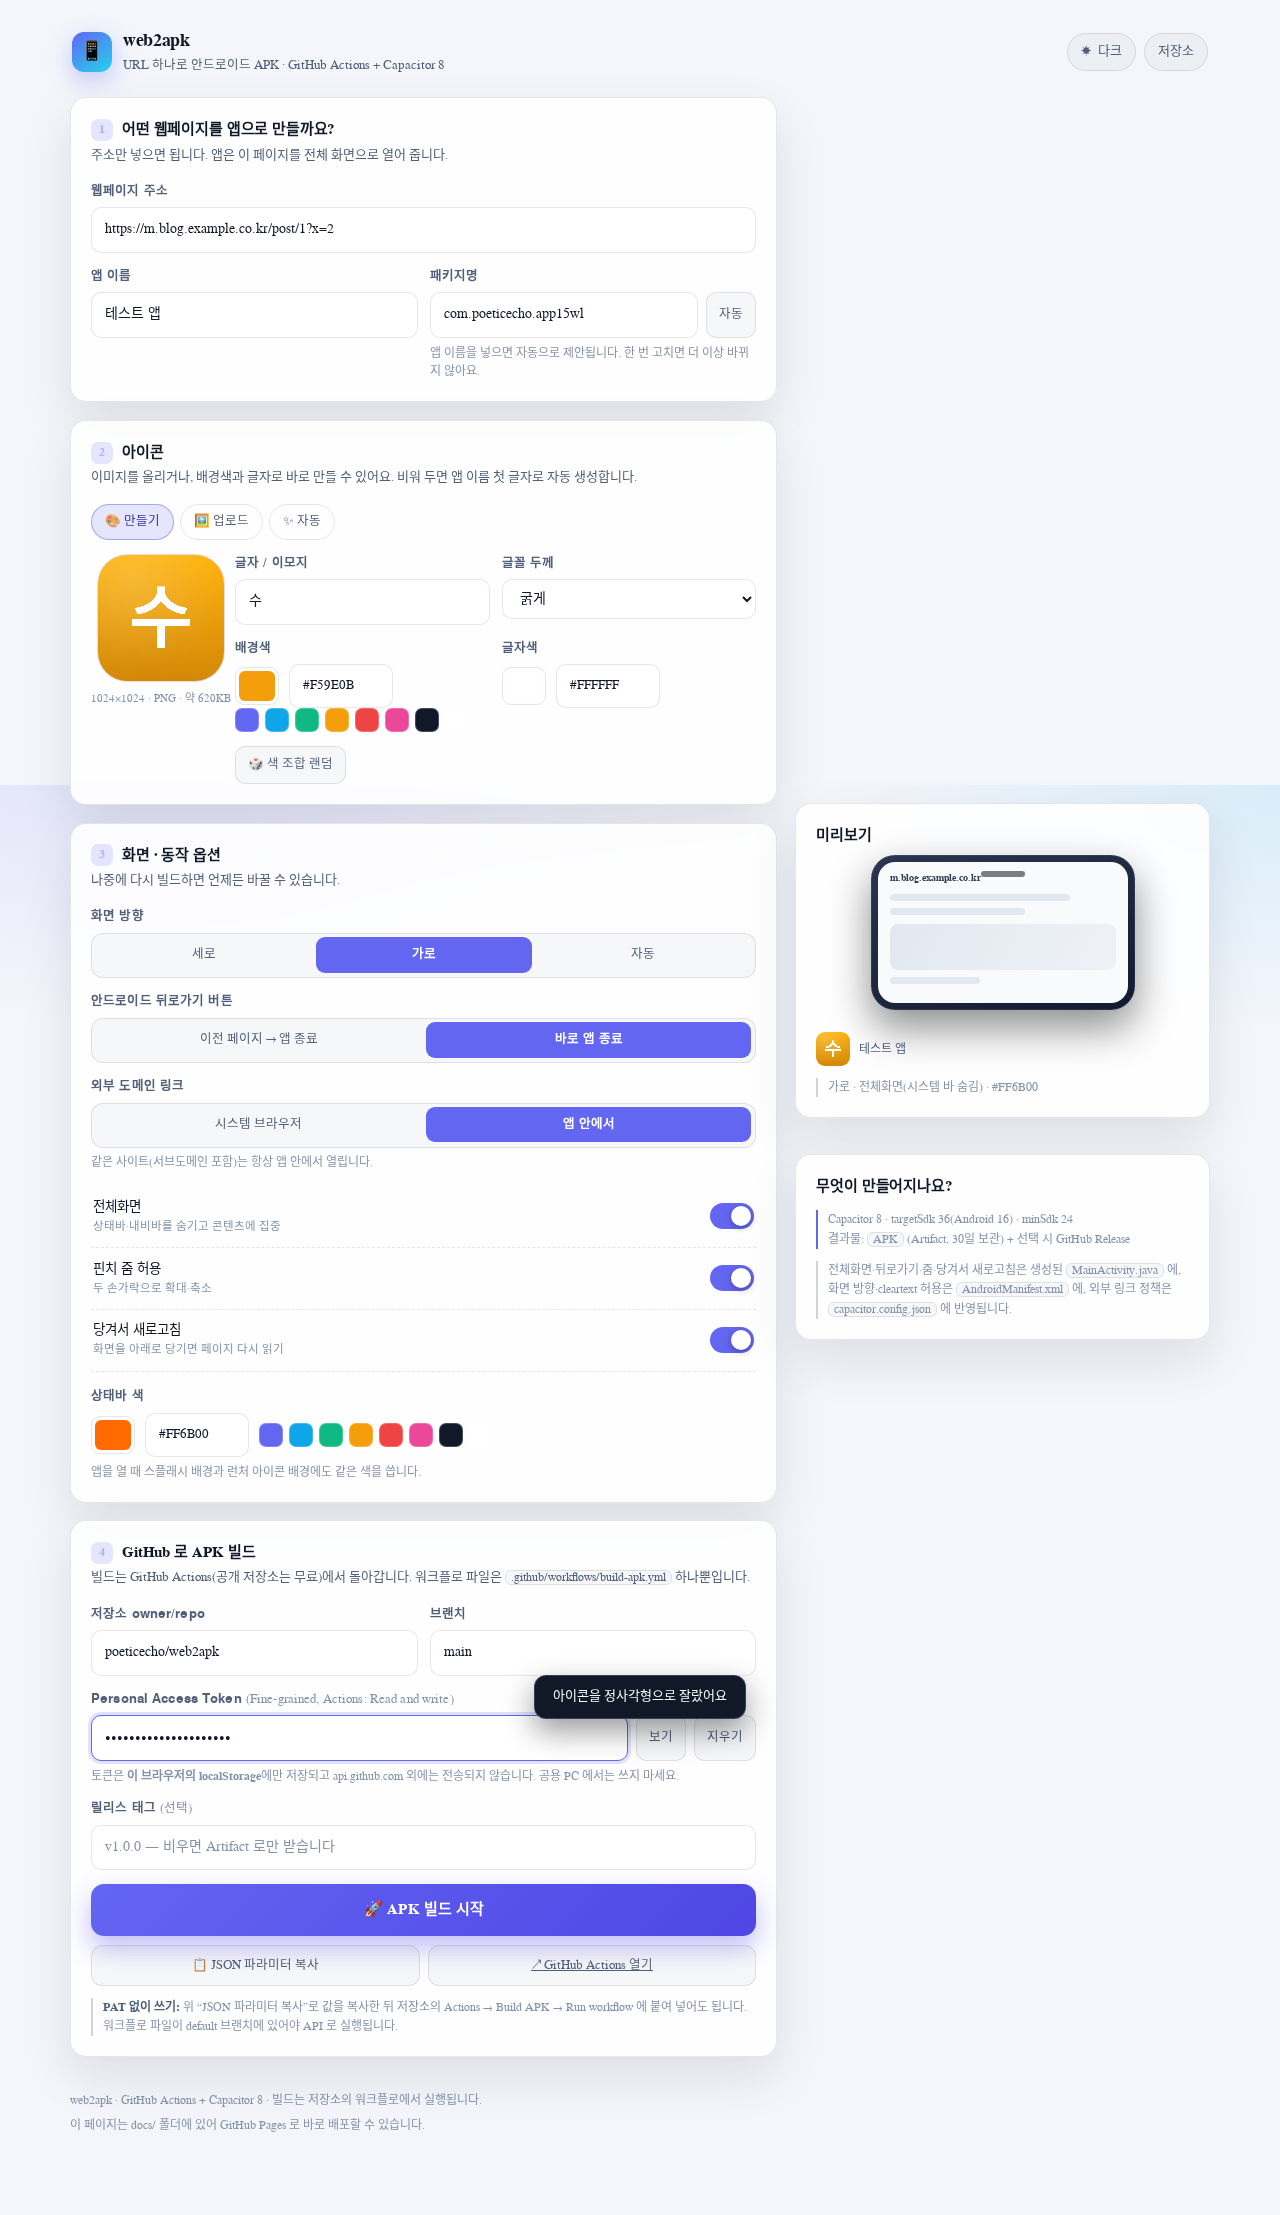 web2apk
URL 하나로 안드로이드 APK · GitHub Actions + Capacitor 8
다크
저장소
1 어떤 웹페이지를 앱으로 만들까요?
주소만 넣으면 됩니다. 앱은 이 페이지를 전체 화면으로 열어 줍니다.
웹페이지 주소
https://m.blog.example.co.kr/post/1?x=2
앱 이름
패키지명
테스트 앱
com.poeticecho.app15wl
자동
앱 이름을 넣으면 자동으로 제안됩니다. 한 번 고치면 더 이상 바뀌
지 않아요.
2 아이콘
이미지를 올리거나, 배경색과 글자로 바로 만들 수 있어요. 비워 두면 앱 이름 첫 글자로 자동 생성합니다.
🎨 만들기
🖼️ 업로드
✨ 자동
수
1024×1024 · PNG · 약 620KB
글자 / 이모지
글꼴 두께
수
굵게
배경색
글자색
#F59E0B
#FFFFFF
🎲 색 조합 랜덤
3 화면 · 동작 옵션
나중에 다시 빌드하면 언제든 바꿀 수 있습니다.
화면 방향
세로
가로
자동
안드로이드 뒤로가기 버튼
이전 페이지 → 앱 종료
바로 앱 종료
외부 도메인 링크
시스템 브라우저
앱 안에서
같은 사이트(서브도메인 포함)는 항상 앱 안에서 열립니다.
전체화면
상태바·내비바를 숨기고 콘텐츠에 집중
핀치 줌 허용
두 손가락으로 확대·축소
당겨서 새로고침
화면을 아래로 당기면 페이지 다시 읽기
상태바 색
#FF6B00
앱을 열 때 스플래시 배경과 런처 아이콘 배경에도 같은 색을 씁니다.
미리보기
m.blog.example.co.kr
수
테스트 앱
가로 · 전체화면(시스템 바 숨김) · #FF6B00
무엇이 만들어지나요?
Capacitor 8 · targetSdk 36(Android 16) · minSdk 24
결과물: APK (Artifact, 30일 보관) + 선택 시 GitHub Release
전체화면·뒤로가기·줌·당겨서 새로고침은 생성된 MainActivity.java 에,
화면 방향·cleartext 허용은 AndroidManifest.xml 에, 외부 링크 정책은
capacitor.config.json 에 반영됩니다.
4 GitHub 로 APK 빌드
빌드는 GitHub Actions(공개 저장소는 무료)에서 돌아갑니다. 워크플로 파일은 .github/workflows/build-apk.yml 하나뿐입니다.
저장소 owner/repo
브랜치
poeticecho/web2apk
main
아이콘을 정사각형으로 잘랐어요
Personal Access Token (Fine-grained, Actions: Read and write)
•••••••••••••••••••••
보기
지우기
토큰은 이 브라우저의 localStorage에만 저장되고 api.github.com 외에는 전송되지 않습니다. 공용 PC 에서는 쓰지 마세요.
릴리스 태그 (선택)
v1.0.0 — 비우면 Artifact 로만 받습니다
🚀 APK 빌드 시작
📋 JSON 파라미터 복사
↗ GitHub Actions 열기
PAT 없이 쓰기: 위 “JSON 파라미터 복사”로 값을 복사한 뒤 저장소의 Actions → Build APK → Run workflow 에 붙여 넣어도 됩니다.
워크플로 파일이 default 브랜치에 있어야 API 로 실행됩니다.
web2apk · GitHub Actions + Capacitor 8 · 빌드는 저장소의 워크플로에서 실행됩니다.
이 페이지는 docs/ 폴더에 있어 GitHub Pages 로 바로 배포할 수 있습니다.